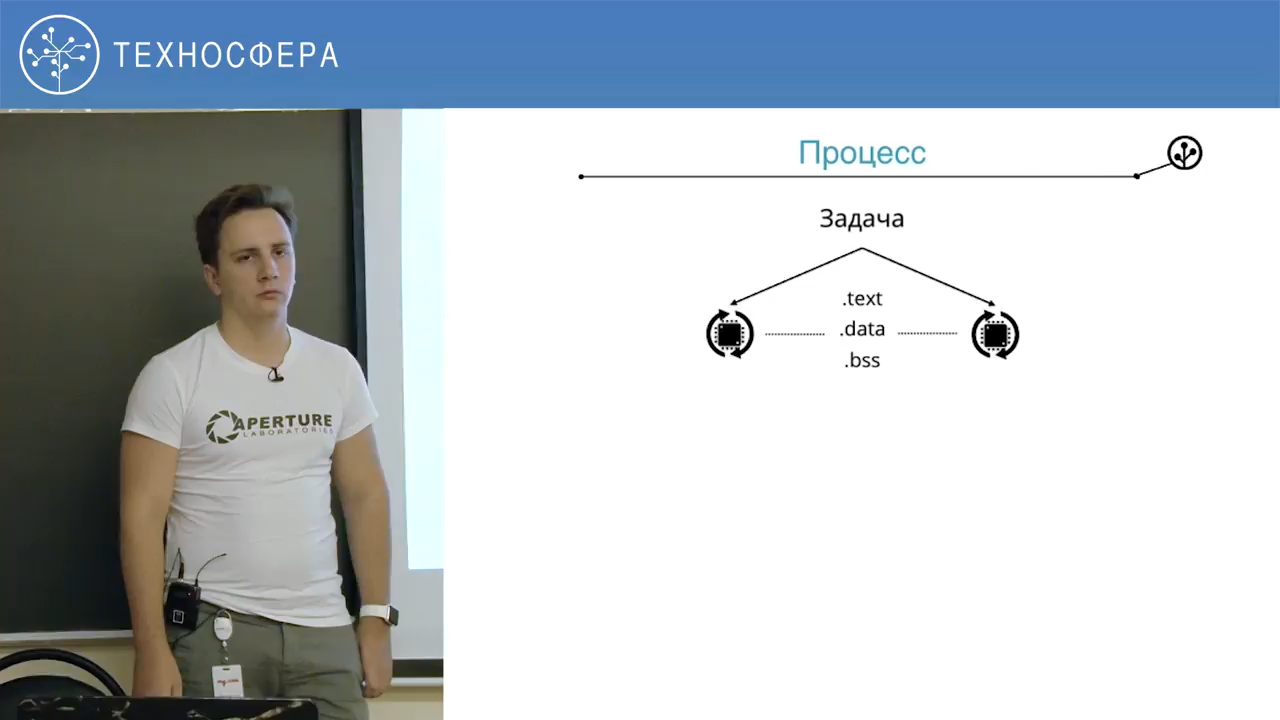 ТЕХНОСФЕРА
Процесс
Задача
.text
.data
.bss
APERTURE
LABORATORIES